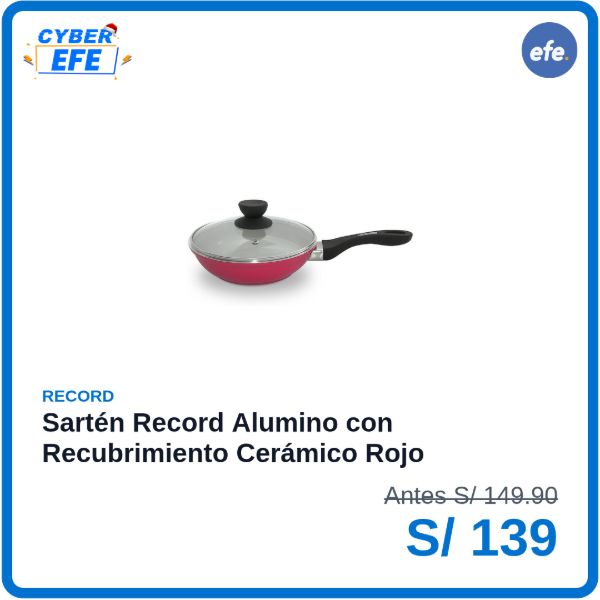 CYBER
EFE
efe.
RECORD
Sartén Record Alumino con
Recubrimiento Cerámico Rojo
Antes S/ 149.90
S/ 139